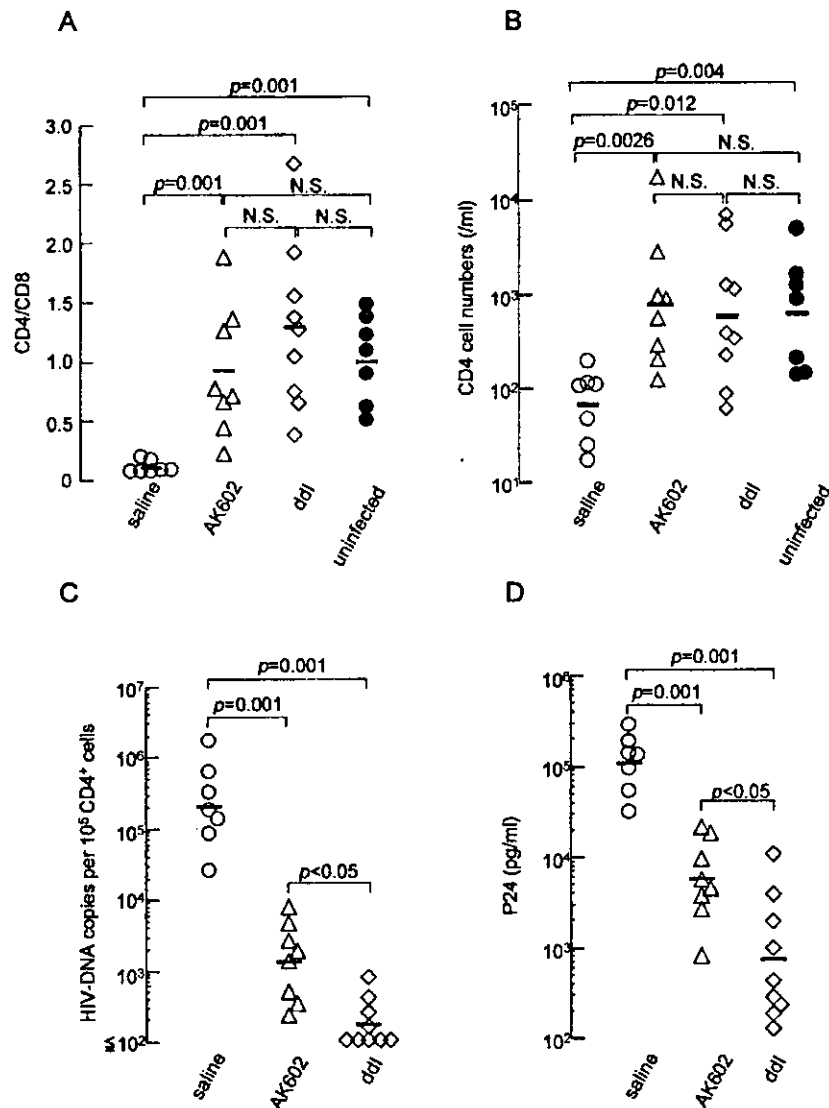 A
p=0.001
p=0.001
p=0.001
N.S.
N.S.
N.S.
3.0
2.5
2.0
1.5
1.0
0.5
0
CD4/CD8
saline
AK602
ddI
uninfected
B
p=0.004
p=0.012
p=0.0026
N.S.
N.S.
N.S.
10⁵
10⁴
10³
10²
10¹
CD4 cell numbers (/ml)
saline
AK602
ddI
uninfected
C
p=0.001
p=0.001
p<0.05
10⁷
10⁶
10⁵
10⁴
10³
≤10²
HIV-DNA copies per 10⁵ CD4⁺ cells
saline
AK602
ddI
D
p=0.001
p=0.001
p<0.05
10⁶
10⁵
10⁴
10³
10²
P24 (pg/ml)
saline
AK602
ddI